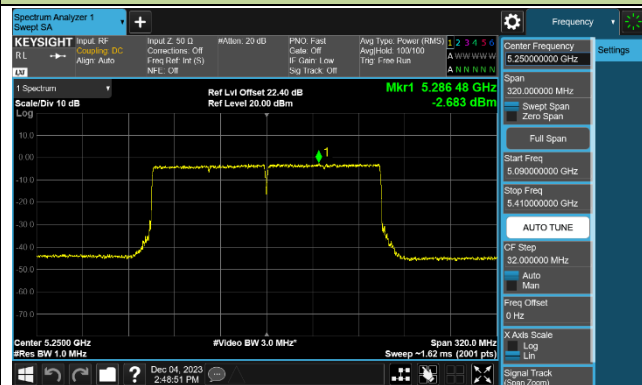 Spectrum Analyzer 1
Swept SA
Frequency
KEYSIGHT
RL
LXI
Input: RF
Coupling: DC
Align: Auto
Input Z: 50 Ω
Corrections: Off
Freq Ref: Int (S)
NFE: Off
#Atten: 20 dB
PNO: Fast
Gate: Off
IF Gain: Low
Sig Track: Off
Avg Type: Power (RMS)
Avg|Hold: 100/100
Trig: Free Run
1 2 3 4 5 6
A W W W W W
A N N N N N
1 Spectrum
Scale/Div 10 dB
Log
Ref Lvl Offset 22.40 dB
Ref Level 20.00 dBm
Mkr1 5.286 48 GHz
-2.683 dBm
10.0
0.00
-10.0
-20.0
-30.0
-40.0
-50.0
-60.0
-70.0
1
Center 5.2500 GHz
#Res BW 1.0 MHz
#Video BW 3.0 MHz*
Span 320.0 MHz
Sweep ~1.62 ms (2001 pts)
Dec 04, 2023
2:48:51 PM
Center Frequency
5.250000000 GHz
Span
320.000000 MHz
Swept Span
Zero Span
Full Span
Start Freq
5.090000000 GHz
Stop Freq
5.410000000 GHz
AUTO TUNE
CF Step
32.000000 MHz
Auto
Man
Freq Offset
0 Hz
X Axis Scale
Log
Lin
Signal Track
(Span Zoom)
Settings